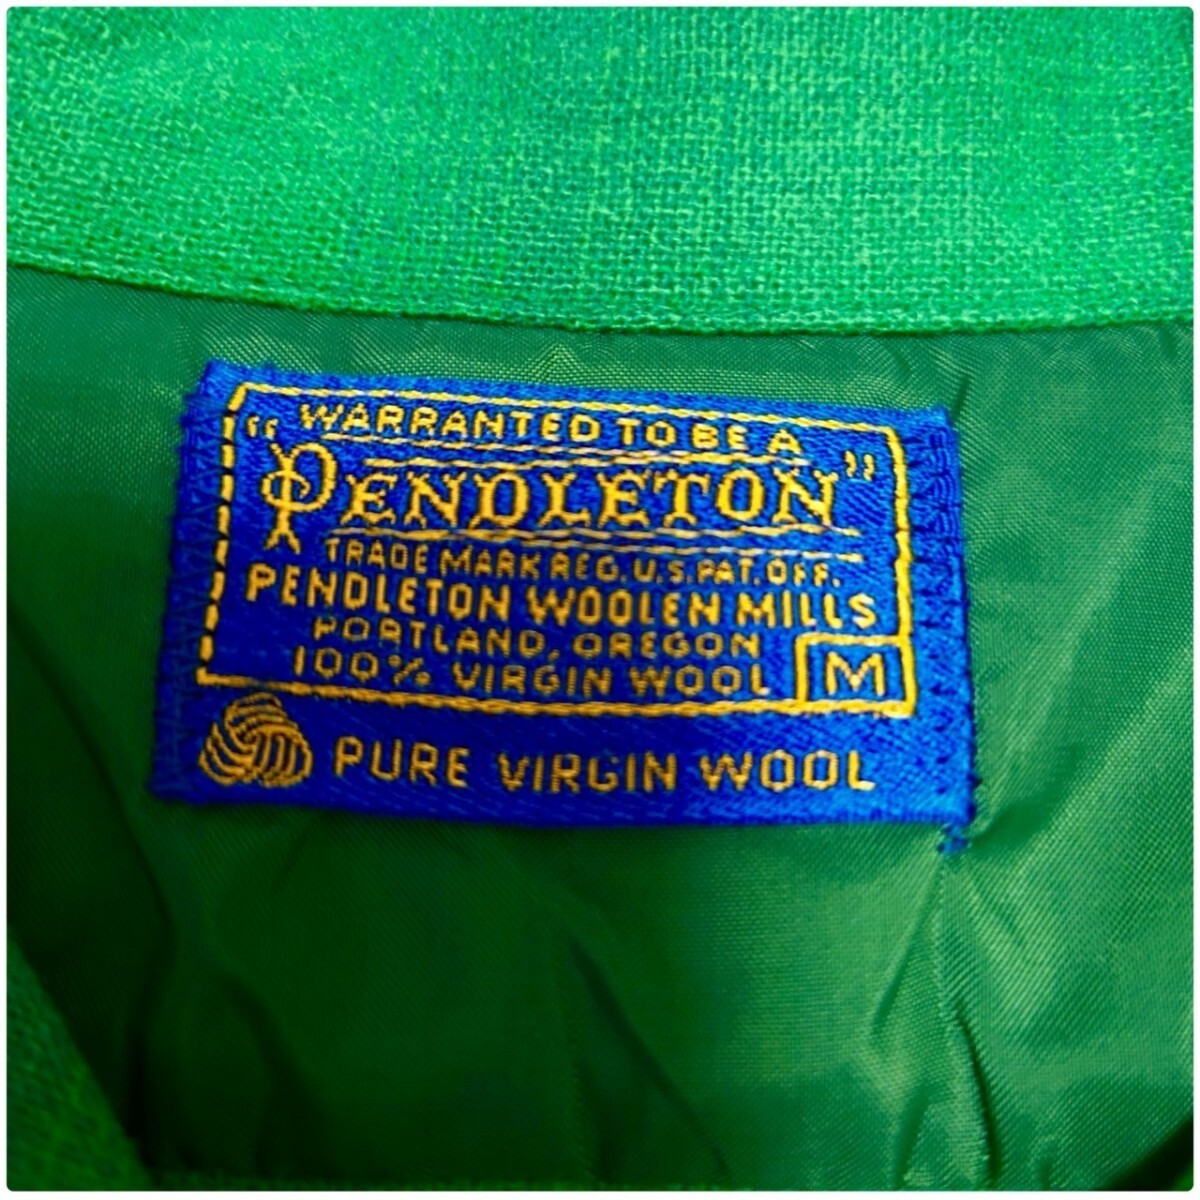 WARRANTED TO BE A
"PENDLETON"
TRADE MARK REG. U.S. PAT. OFF.
PENDLETON WOOLEN MILLS
PORTLAND, OREGON
100% VIRGIN WOOL M
PURE VIRGIN WOOL